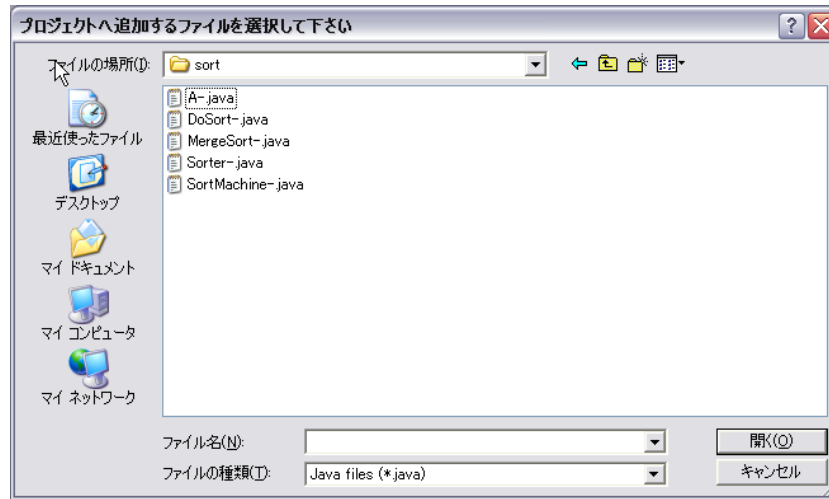 プロジェクトへ追加するファイルを選択して下さい
ファイルの場所(I):
sort
A-.java
DoSort-.java
MergeSort-.java
Sorter-.java
SortMachine-.java
最近使ったファイル
デスクトップ
マイ ドキュメント
マイ コンピュータ
マイ ネットワーク
ファイル名(N):
開く(O)
ファイルの種類(T):
Java files (*.java)
キャンセル